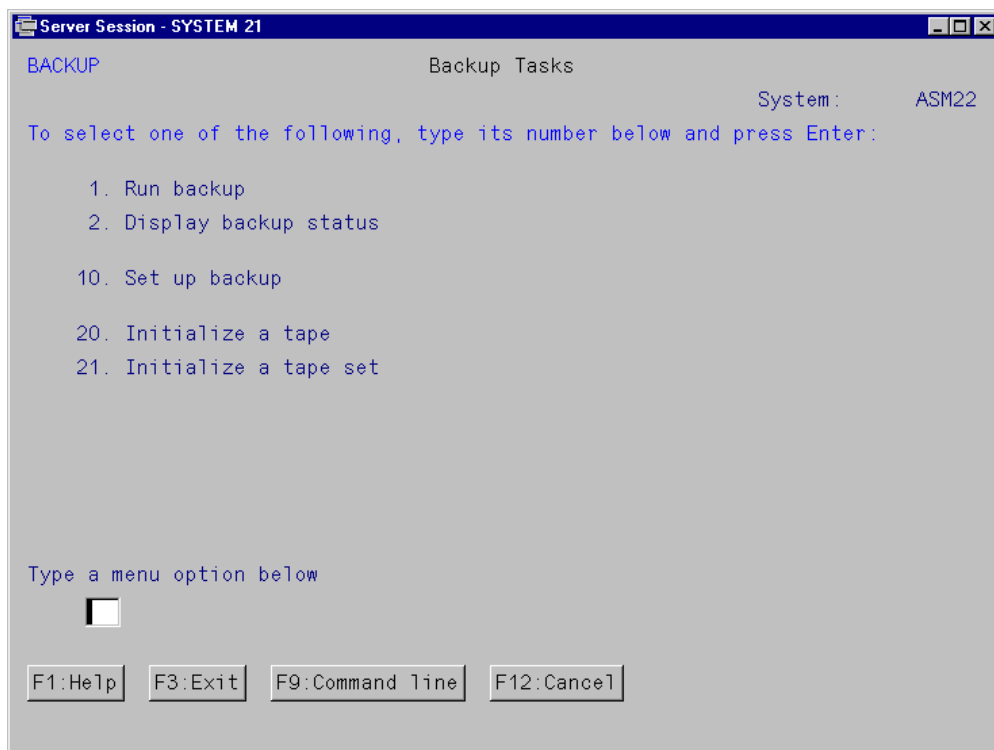 Server Session - SYSTEM 21
BACKUP Backup Tasks
System: ASM22
To select one of the following, type its number below and press Enter:
1. Run backup
2. Display backup status
10. Set up backup
20. Initialize a tape
21. Initialize a tape set
Type a menu option below
F1:Help F3:Exit F9:Command line F12:Cancel